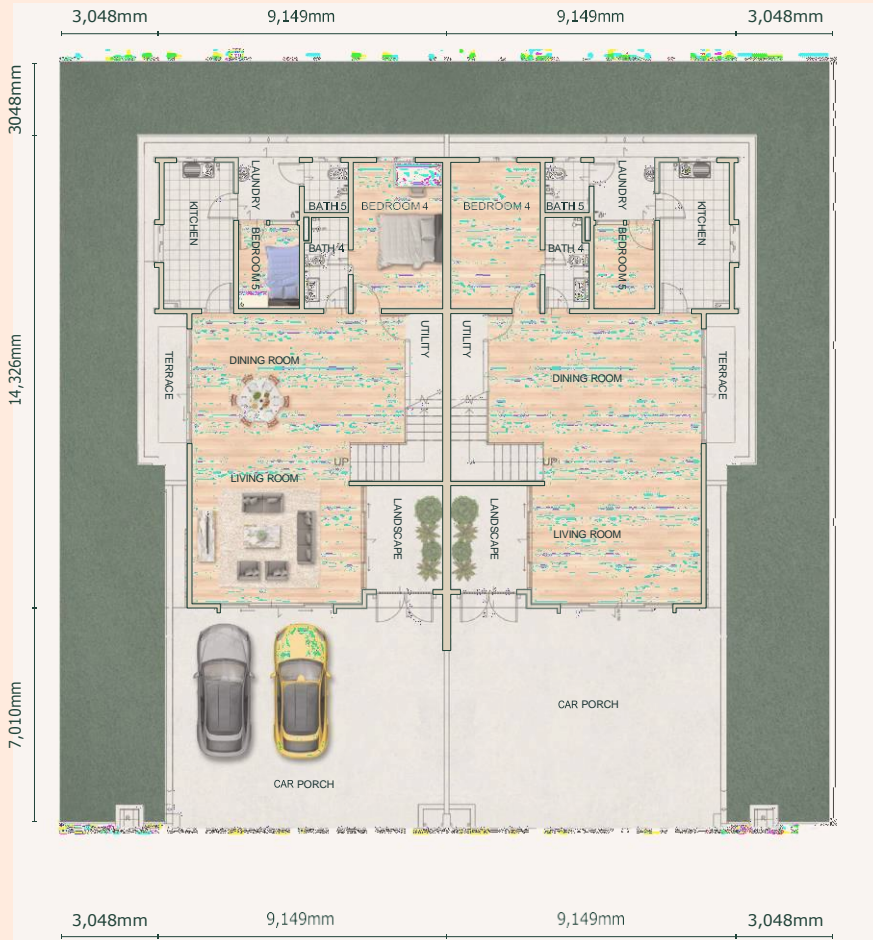 3,048mm
9,149mm
9,149mm
3,048mm
3048mm
14,326mm
7,010mm
KITCHEN
LAUNDRY
BATH 5
BEDROOM 4
BEDROOM 4
BATH 5
LAUNDRY
KITCHEN
BEDROOM 5
BATH 4
BATH 4
BEDROOM 5
TERRACE
DINING ROOM
UTILITY
UTILITY
DINING ROOM
TERRACE
UP
UP
LIVING ROOM
LANDSCAPE
LANDSCAPE
LIVING ROOM
CAR PORCH
CAR PORCH
3,048mm
9,149mm
9,149mm
3,048mm